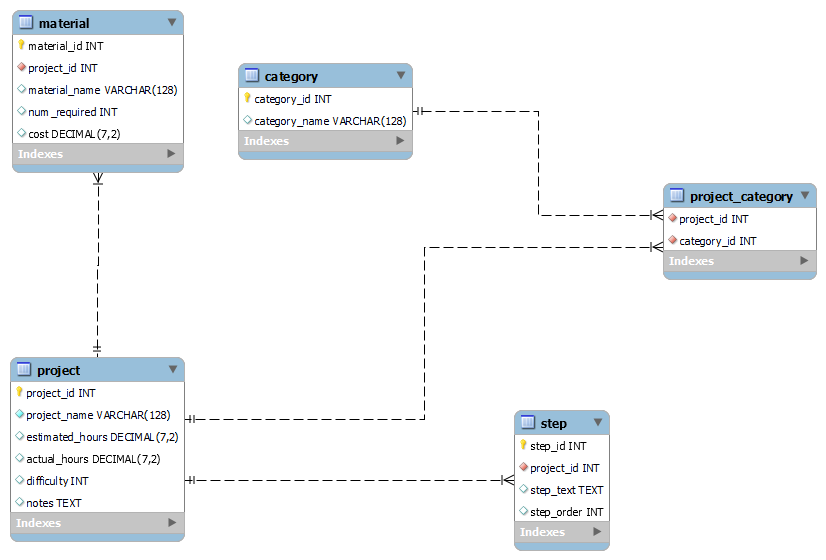 material
material_id INT
project_id INT
material_name VARCHAR(128)
num_required INT
cost DECIMAL(7,2)
Indexes
category
category_id INT
category_name VARCHAR(128)
Indexes
project_category
project_id INT
category_id INT
Indexes
project
project_id INT
project_name VARCHAR(128)
estimated_hours DECIMAL(7,2)
actual_hours DECIMAL(7,2)
difficulty INT
notes TEXT
Indexes
step
step_id INT
project_id INT
step_text TEXT
step_order INT
Indexes